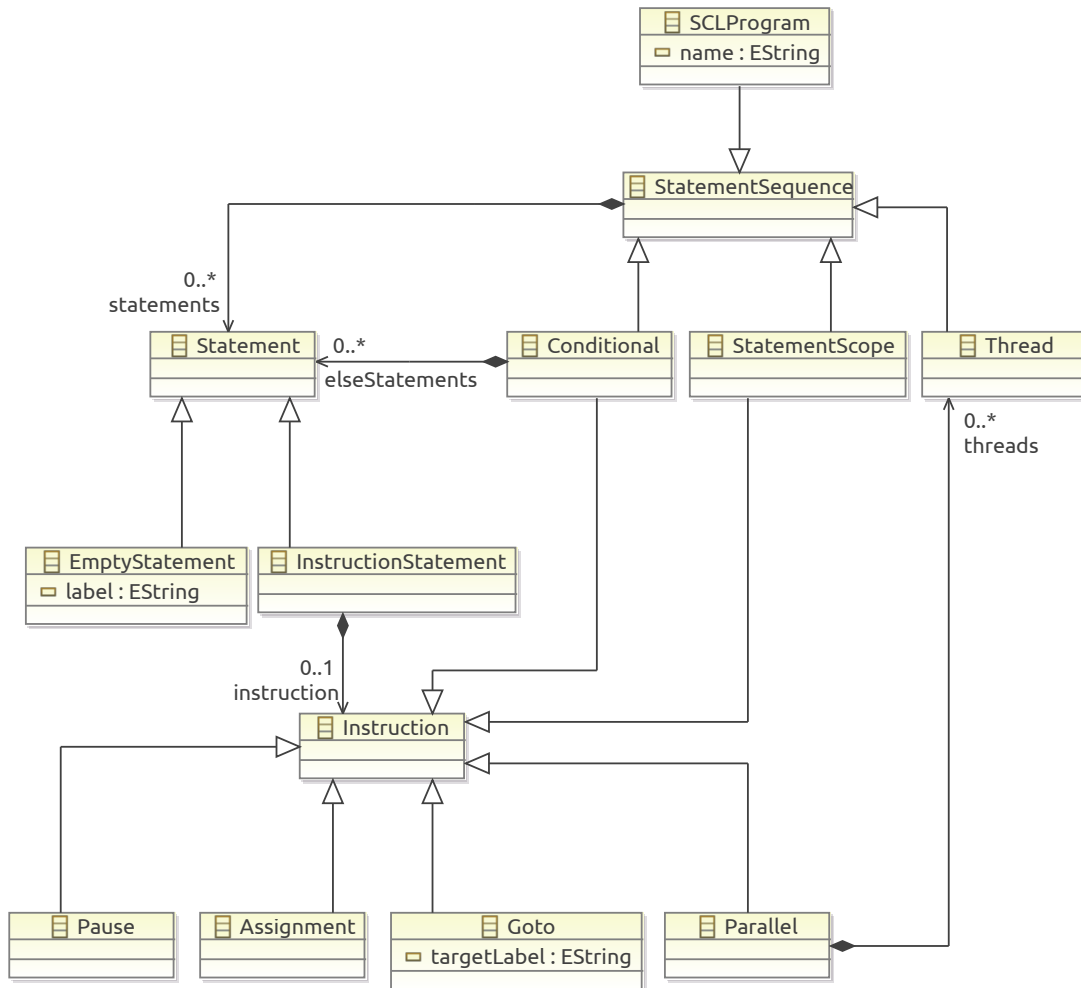 SCLProgram
name : EString
StatementSequence
0..*
statements
Statement
0..*
elseStatements
Conditional
StatementScope
Thread
0..*
threads
EmptyStatement
label : EString
InstructionStatement
0..1
instruction
Instruction
Pause
Assignment
Goto
targetLabel : EString
Parallel